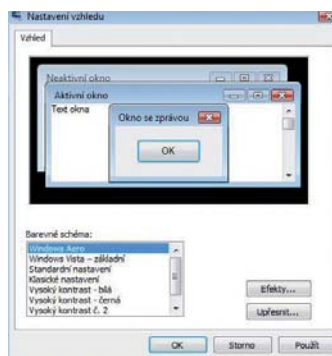 Nastavení vzhledu
Vzhled
Neaktivní okno
Aktivní okno
Text okna
Okno se zprávou
OK
Barevné schéma:
Windows Aero
Windows Vista – základní
Standardní nastavení
Klasické nastavení
Vysoký kontrast - bílá
Vysoký kontrast - černá
Vysoký kontrast č. 2
Efekty...
Upřesnit...
OK
Storno
Použít